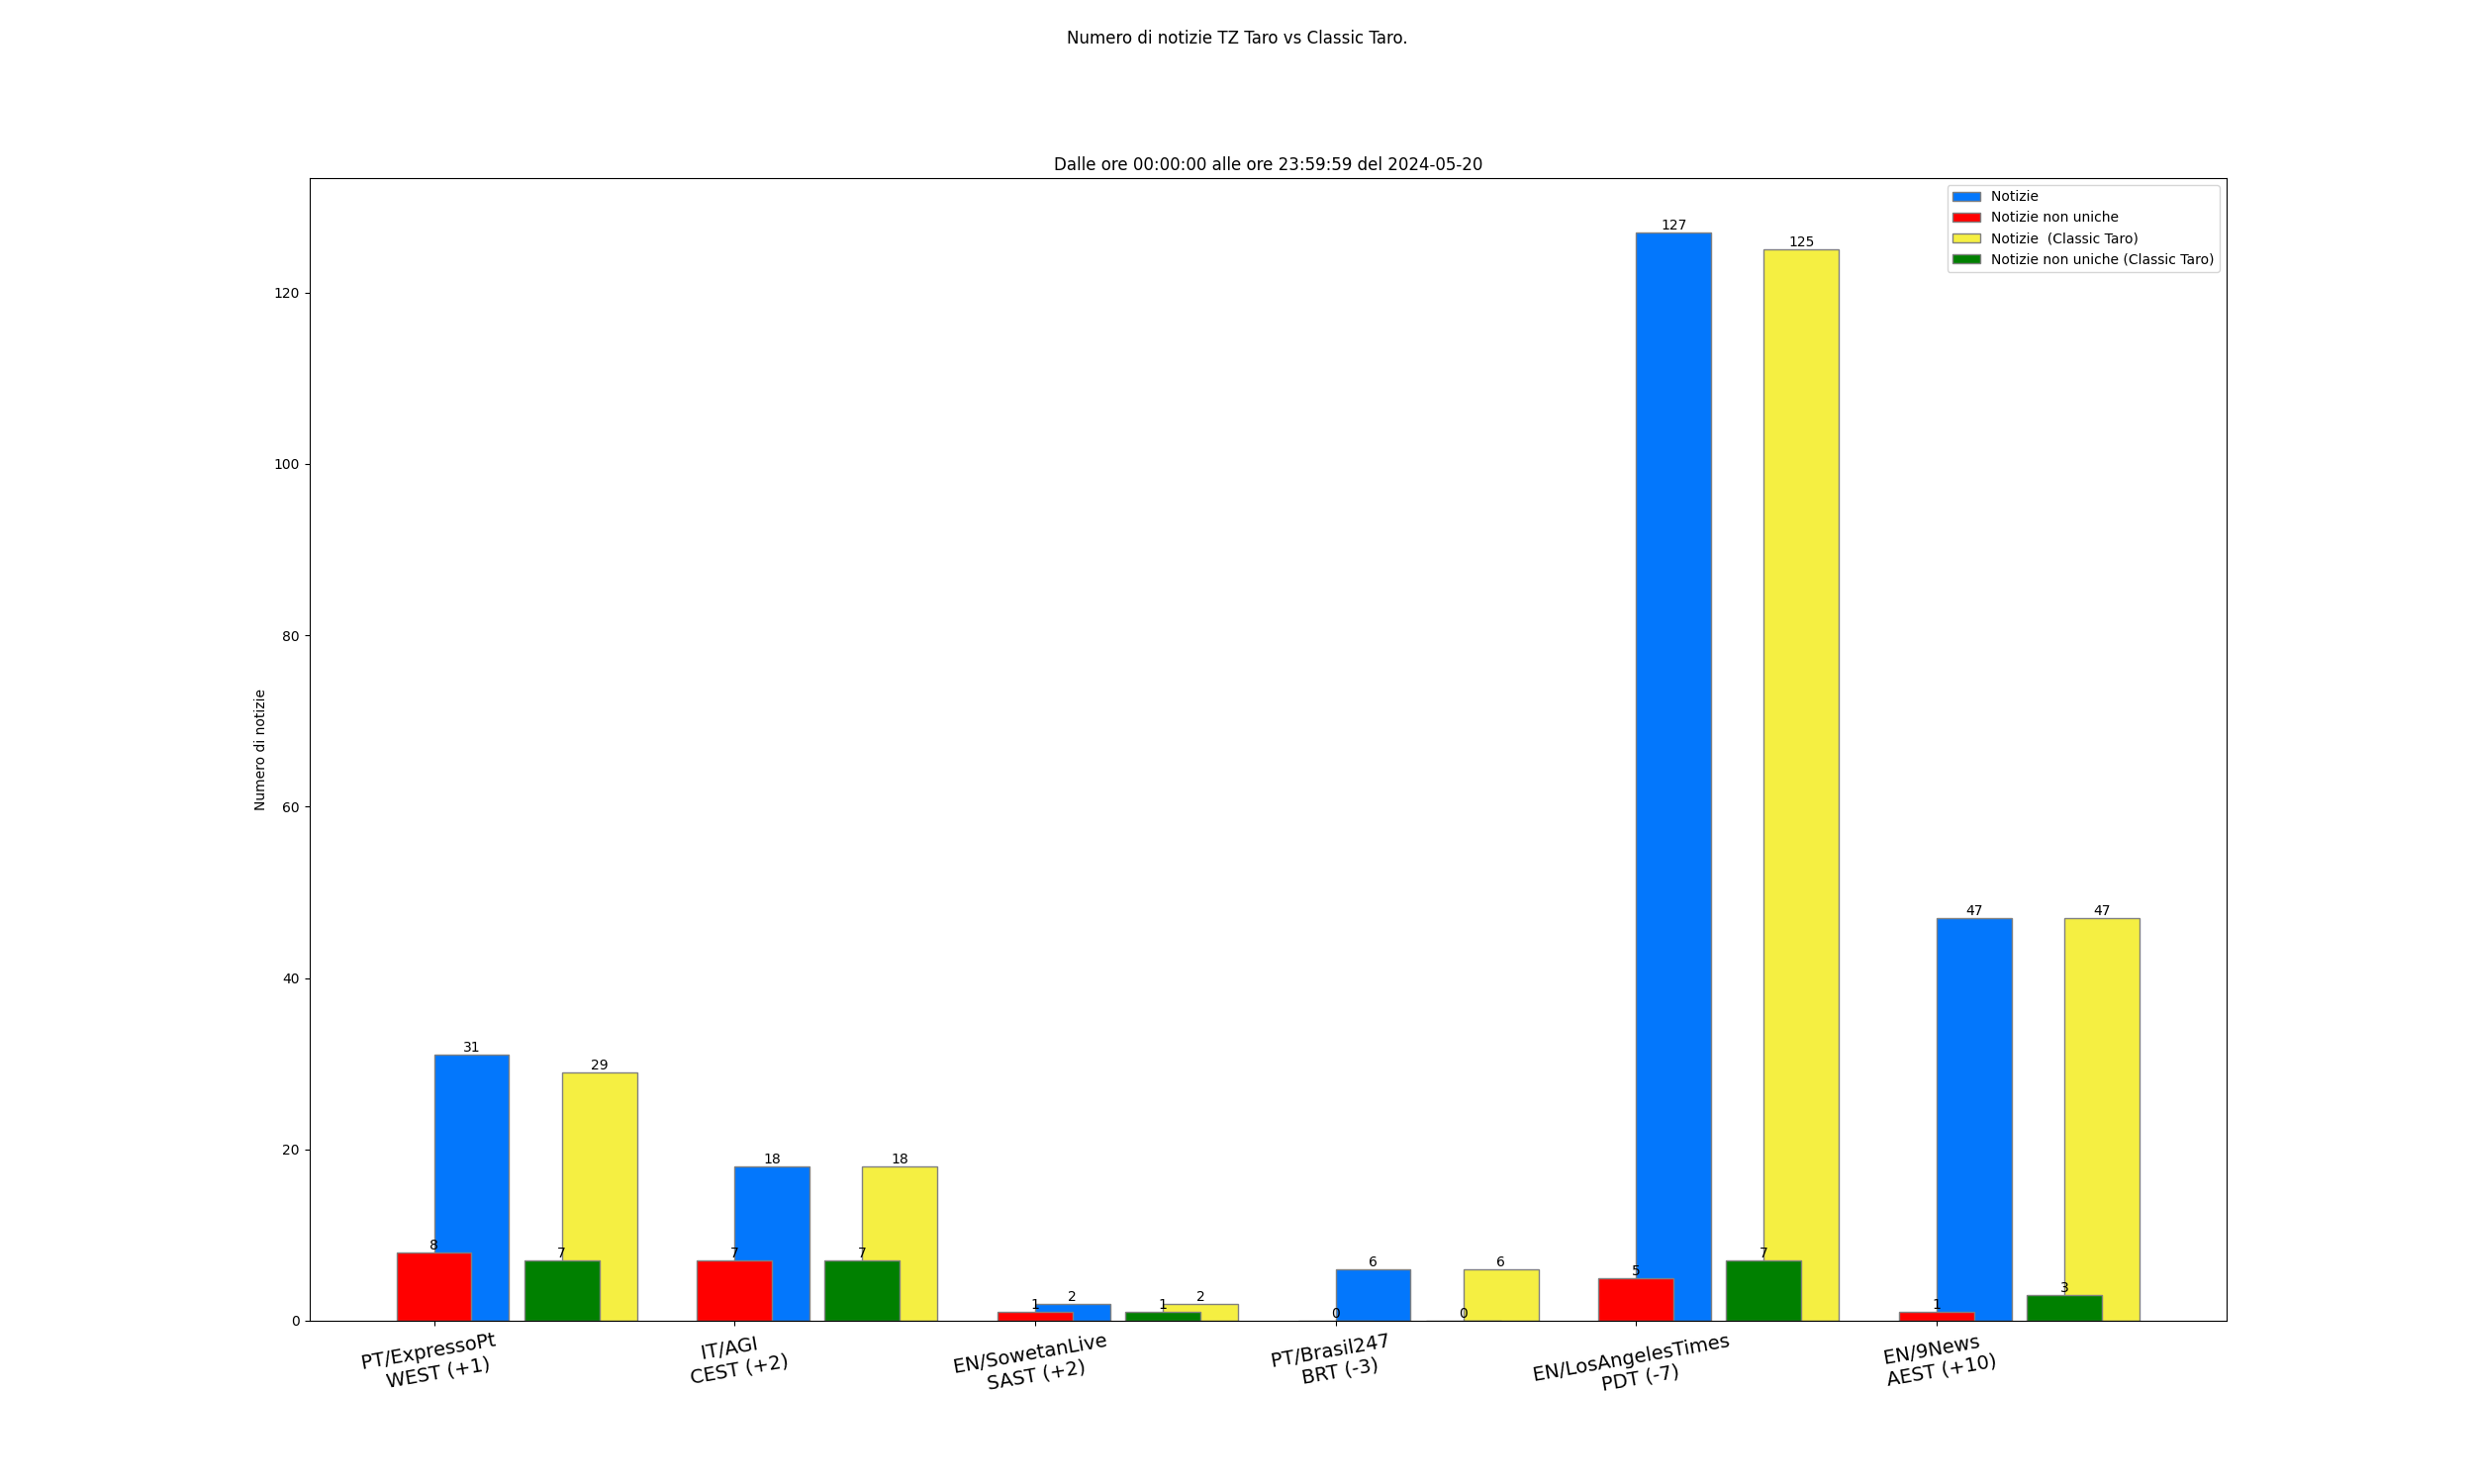 Numero di notizie TZ Taro vs Classic Taro.
Dalle ore 00:00:00 alle ore 23:59:59 del 2024-05-20
Notizie
Notizie non uniche
Notizie (Classic Taro)
Notizie non uniche (Classic Taro)
Numero di notizie
120
100
80
60
40
20
0
31
8
29
7
18
7
18
7
2
1
2
1
6
0
6
0
127
5
125
7
47
1
47
3
PT/ExpressoPt
WEST (+1)
IT/AGI
CEST (+2)
EN/SowetanLive
SAST (+2)
PT/Brasil247
BRT (-3)
EN/LosAngelesTimes
PDT (-7)
EN/9News
AEST (+10)